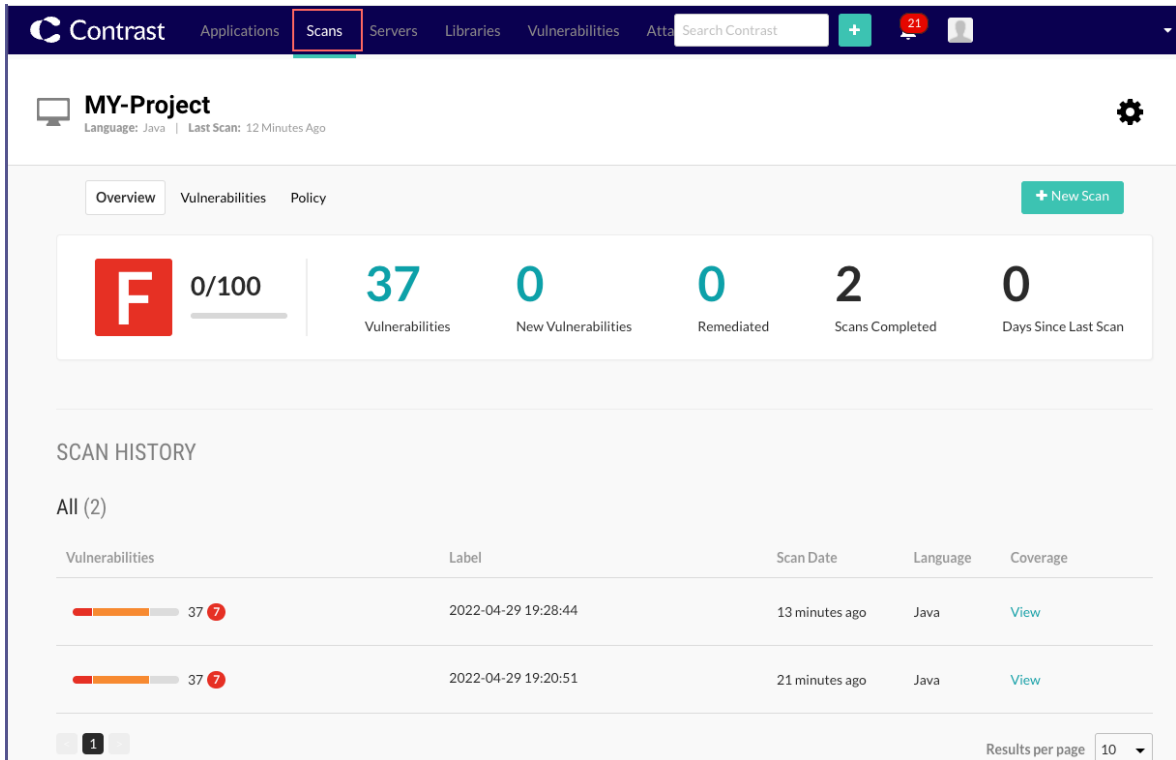 Contrast Applications Scans Servers Libraries Vulnerabilities Atta Search Contrast + 21
MY-Project
Language: Java | Last Scan: 12 Minutes Ago
Overview Vulnerabilities Policy + New Scan
F 0/100 37 0 0 2 0
Vulnerabilities New Vulnerabilities Remediated Scans Completed Days Since Last Scan
SCAN HISTORY
All (2)
Vulnerabilities Label Scan Date Language Coverage
37 7 2022-04-29 19:28:44 13 minutes ago Java View
37 7 2022-04-29 19:20:51 21 minutes ago Java View
« 1 » Results per page 10